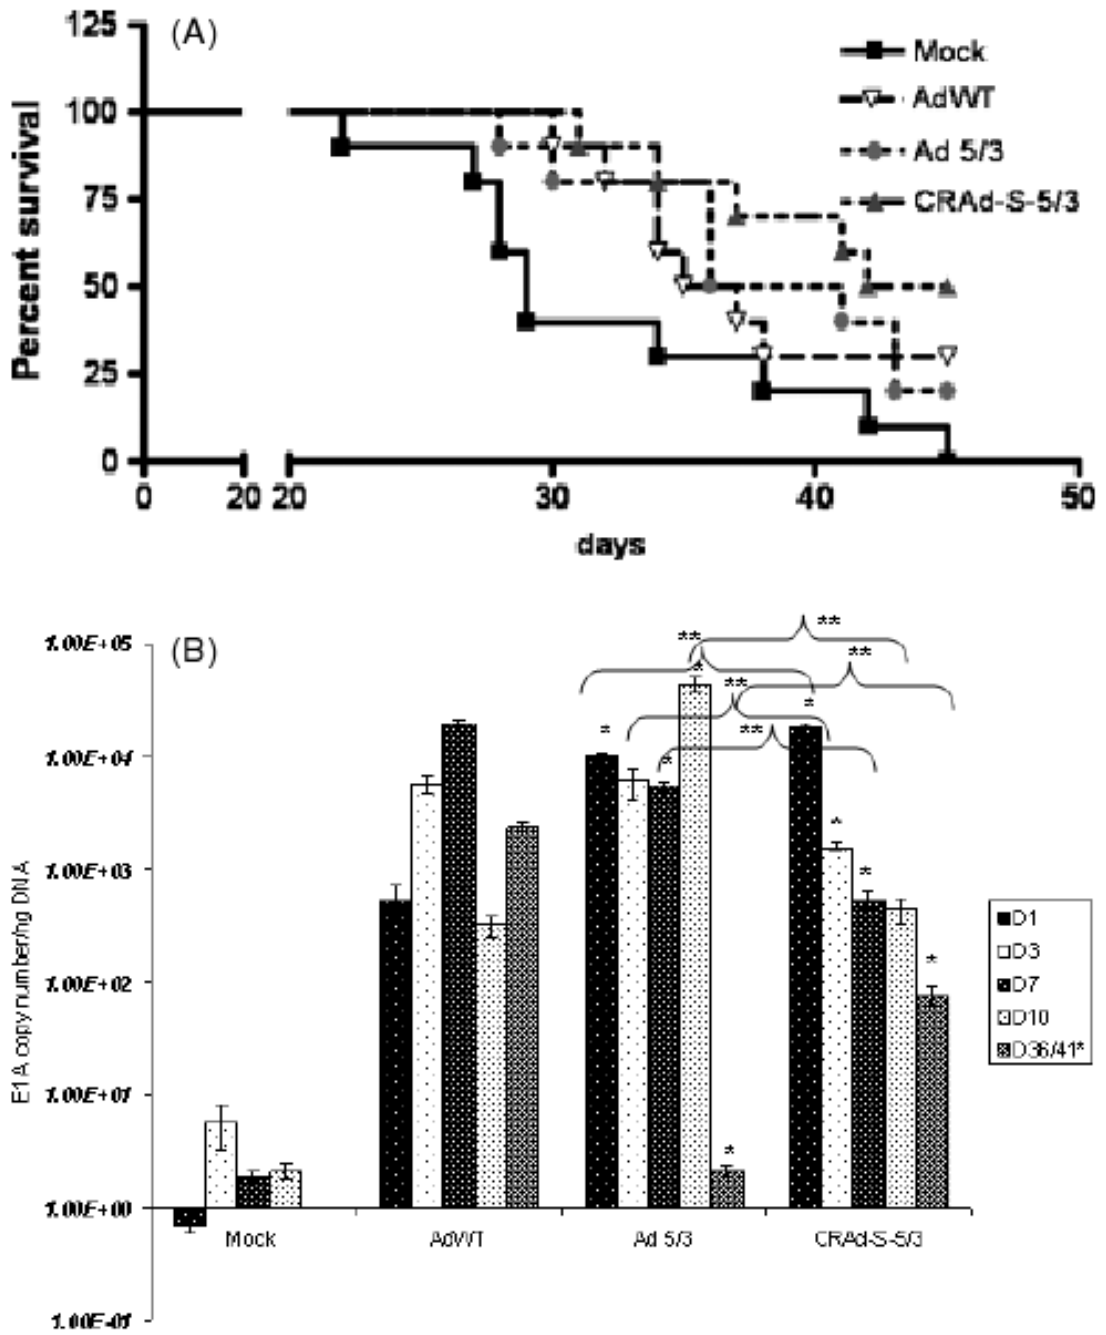 (A)
125
100
75
50
25
0
Percent survival
0 20 20 30 40 50
days
Mock
AdWT
Ad 5/3
CRAd-S-5/3
(B)
1.00E+05
1.00E+04
1.00E+03
1.00E+02
1.00E+01
1.00E+00
1.00E-01
E1A copy number/ng DNA
** ** ** ** **
* * * * * * * *
Mock AdWT Ad 5/3 CRAd-S-5/3
D1
D3
D7
D10
D36/41*